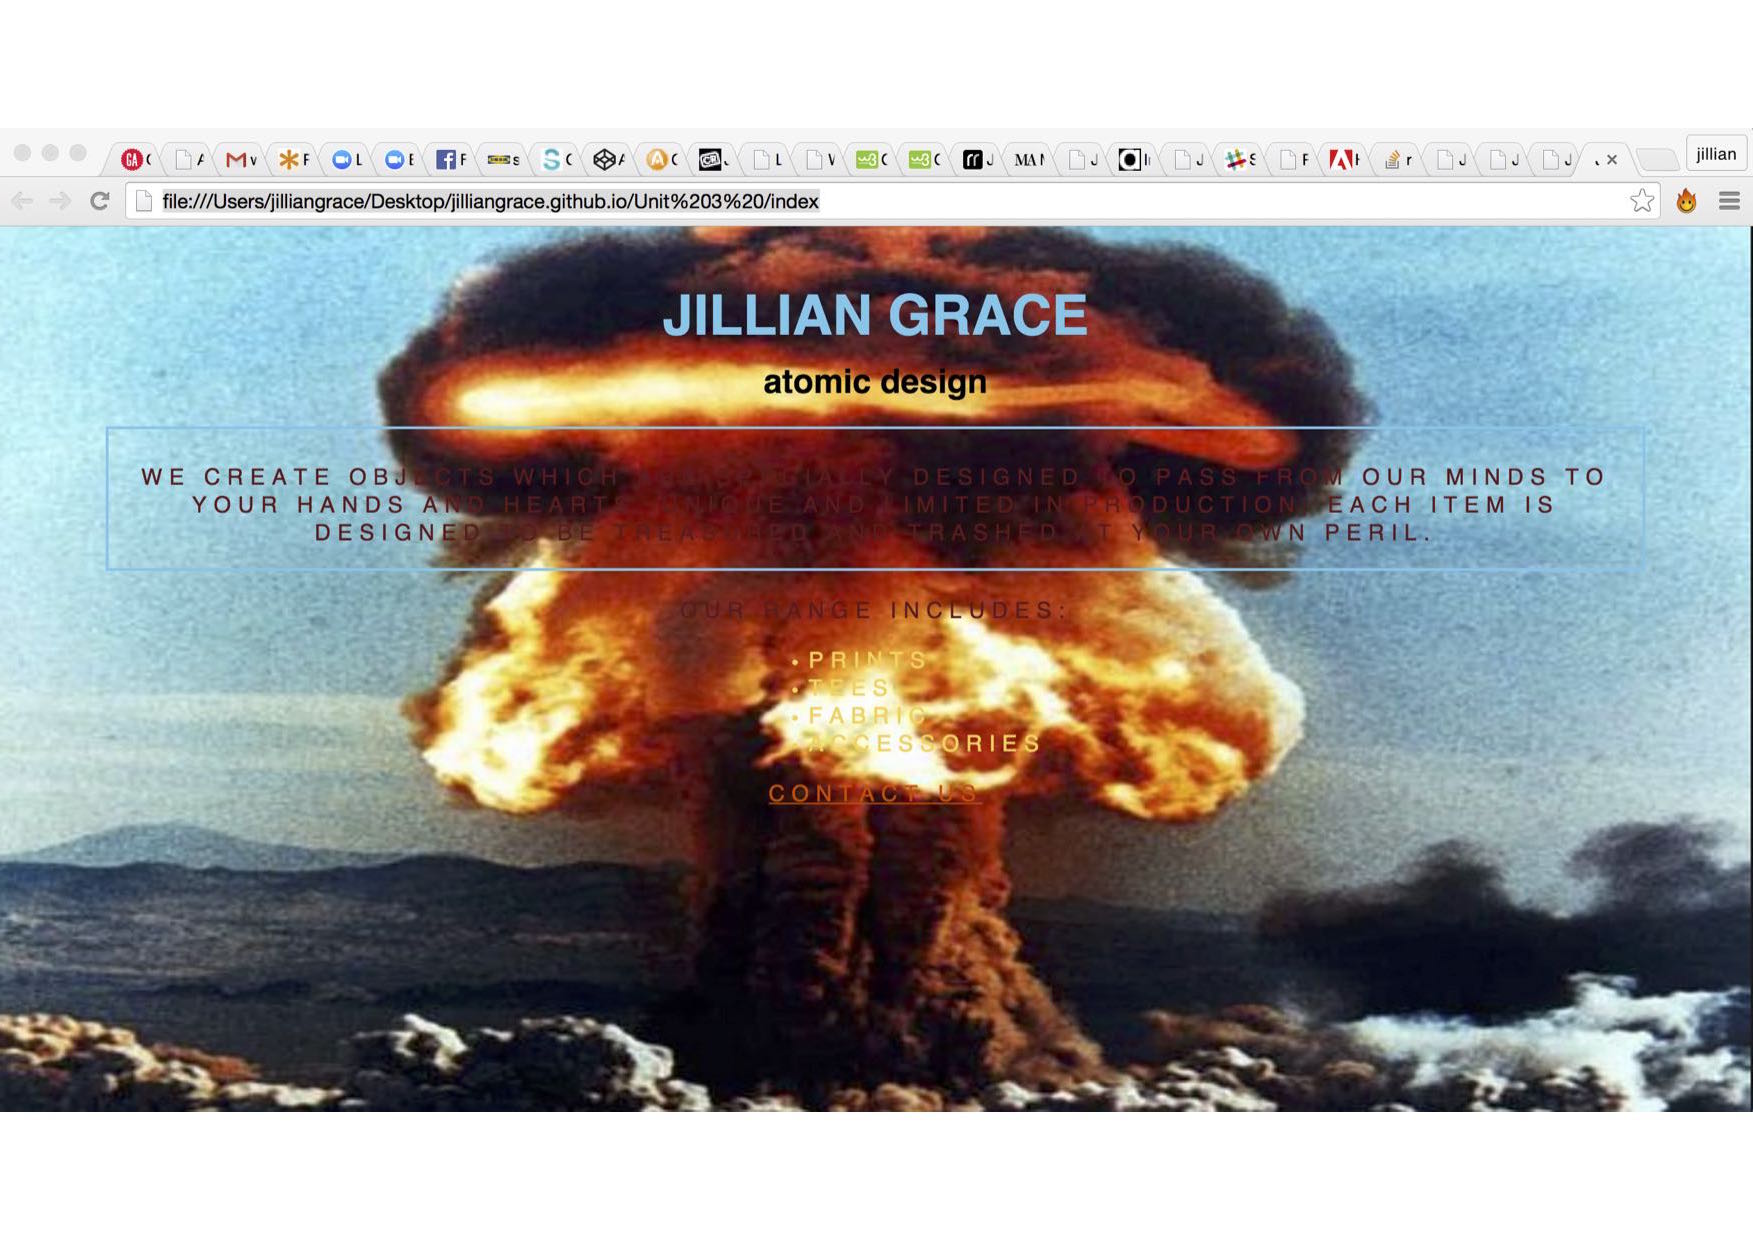 jillian
file:///Users/jilliangrace/Desktop/jilliangrace.github.io/Unit%203%20/index
JILLIAN GRACE
atomic design
WE CREATE OBJECTS WHICH DESIGNED TO PASS FROM OUR MINDS TO
YOUR HANDS AND HEARTS. UNIQUE AND LIMITED IN PRODUCTION, EACH ITEM IS
DESIGNED TO BE TREASURED AND TRASHED AT YOUR OWN PERIL.
OUR RANGE INCLUDES:
• PRINTS
• TEES
• FABRIC
• ACCESSORIES
CONTACT US